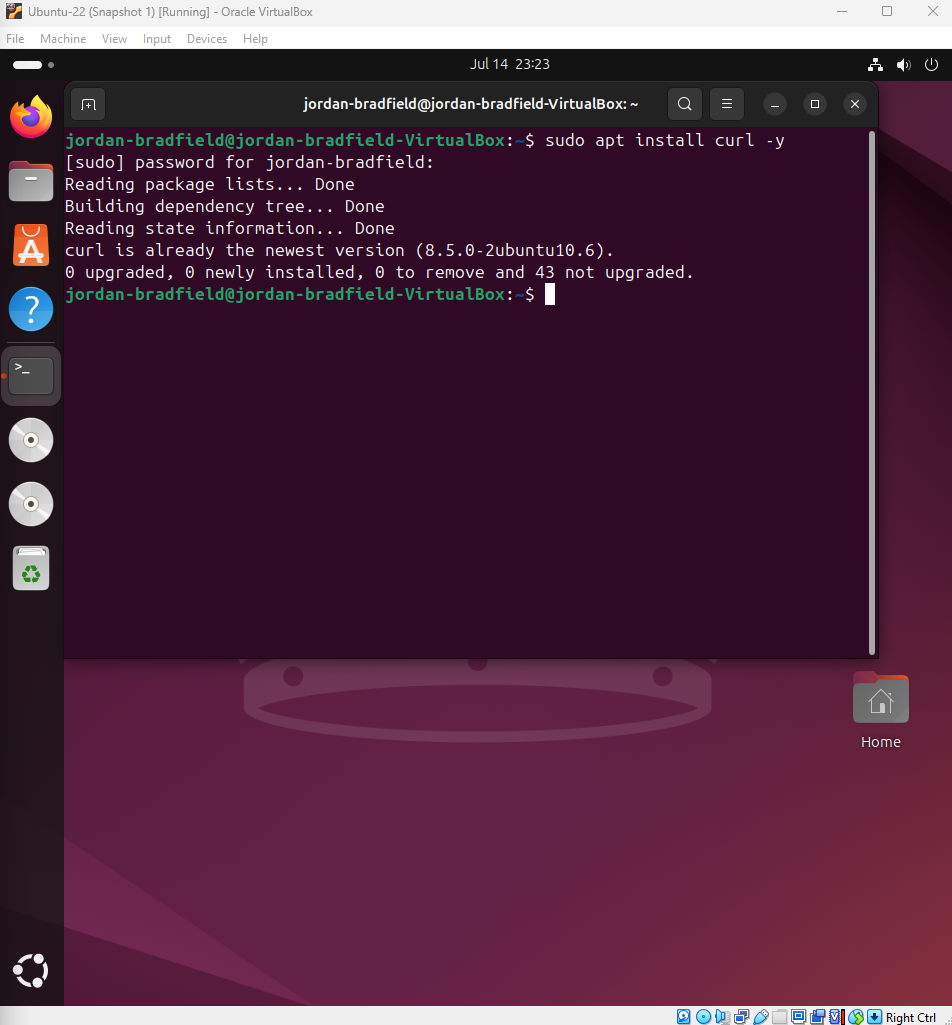 Ubuntu-22 (Snapshot 1) [Running] - Oracle VirtualBox
File Machine View Input Devices Help
Jul 14 23:23
jordan-bradfield@jordan-bradfield-VirtualBox: ~
jordan-bradfield@jordan-bradfield-VirtualBox:~$ sudo apt install curl -y
[sudo] password for jordan-bradfield:
Reading package lists... Done
Building dependency tree... Done
Reading state information... Done
curl is already the newest version (8.5.0-2ubuntu10.6).
0 upgraded, 0 newly installed, 0 to remove and 43 not upgraded.
jordan-bradfield@jordan-bradfield-VirtualBox:~$
Home
Right Ctrl